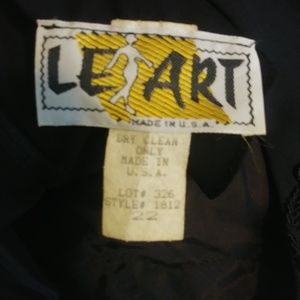 LE ART
MADE IN U.S.A.
DRY CLEAN
ONLY
MADE IN
U.S.A.
LOT# 326
STYLE# 1812
22